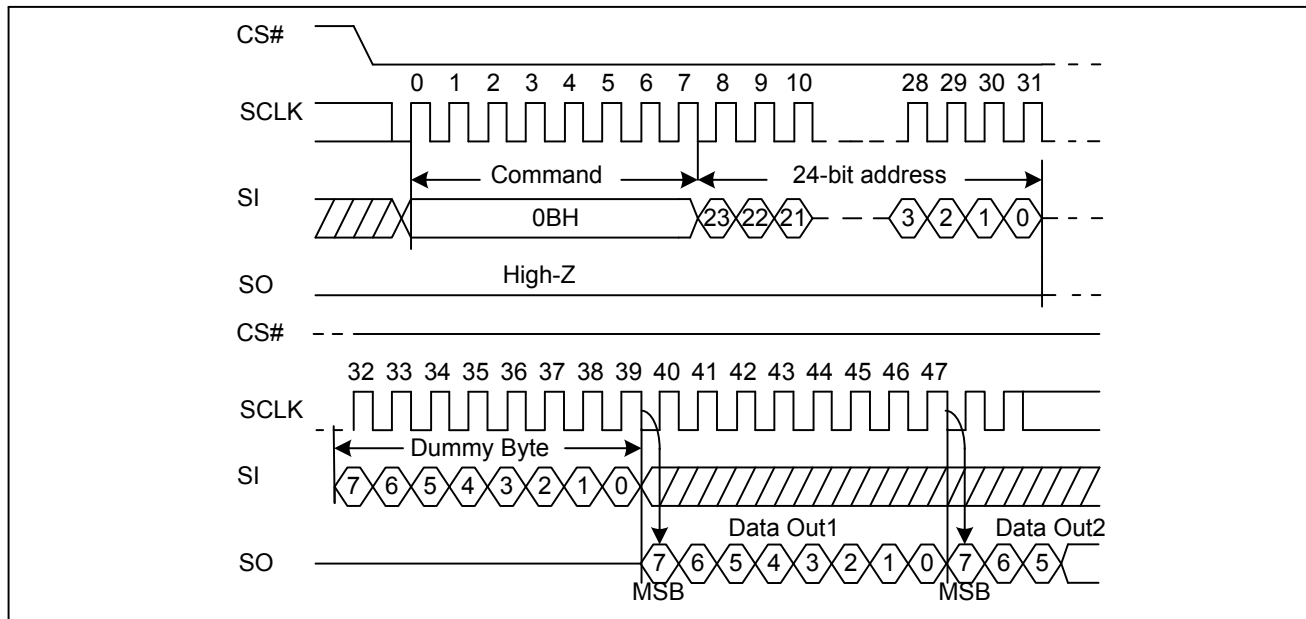 CS#
0 1 2 3 4 5 6 7 8 9 10 28 29 30 31
SCLK
Command 24-bit address
SI
0BH 23 22 21 3 2 1 0
High-Z
SO
CS#
32 33 34 35 36 37 38 39 40 41 42 43 44 45 46 47
SCLK
Dummy Byte
SI
7 6 5 4 3 2 1 0
Data Out1 Data Out2
SO
7 6 5 4 3 2 1 0 7 6 5
MSB MSB